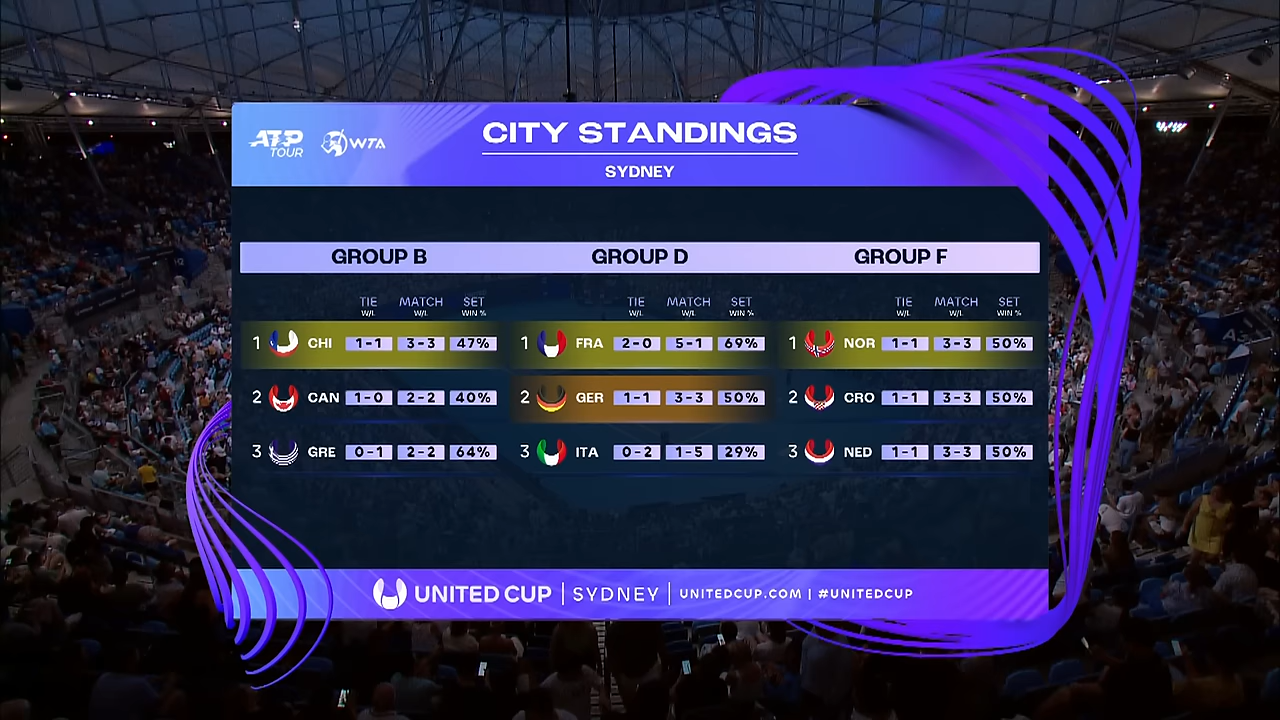 ATP TOUR WTA
CITY STANDINGS
SYDNEY
GROUP B GROUP D GROUP F
TIE MATCH SET TIE MATCH SET TIE MATCH SET
W/L W/L WIN % W/L W/L WIN % W/L W/L WIN %
1 CHI 1-1 3-3 47% 1 FRA 2-0 5-1 69% 1 NOR 1-1 3-3 50%
2 CAN 1-0 2-2 40% 2 GER 1-1 3-3 50% 2 CRO 1-1 3-3 50%
3 GRE 0-1 2-2 64% 3 ITA 0-2 1-5 29% 3 NED 1-1 3-3 50%
UNITED CUP | SYDNEY | UNITEDCUP.COM | #UNITEDCUP